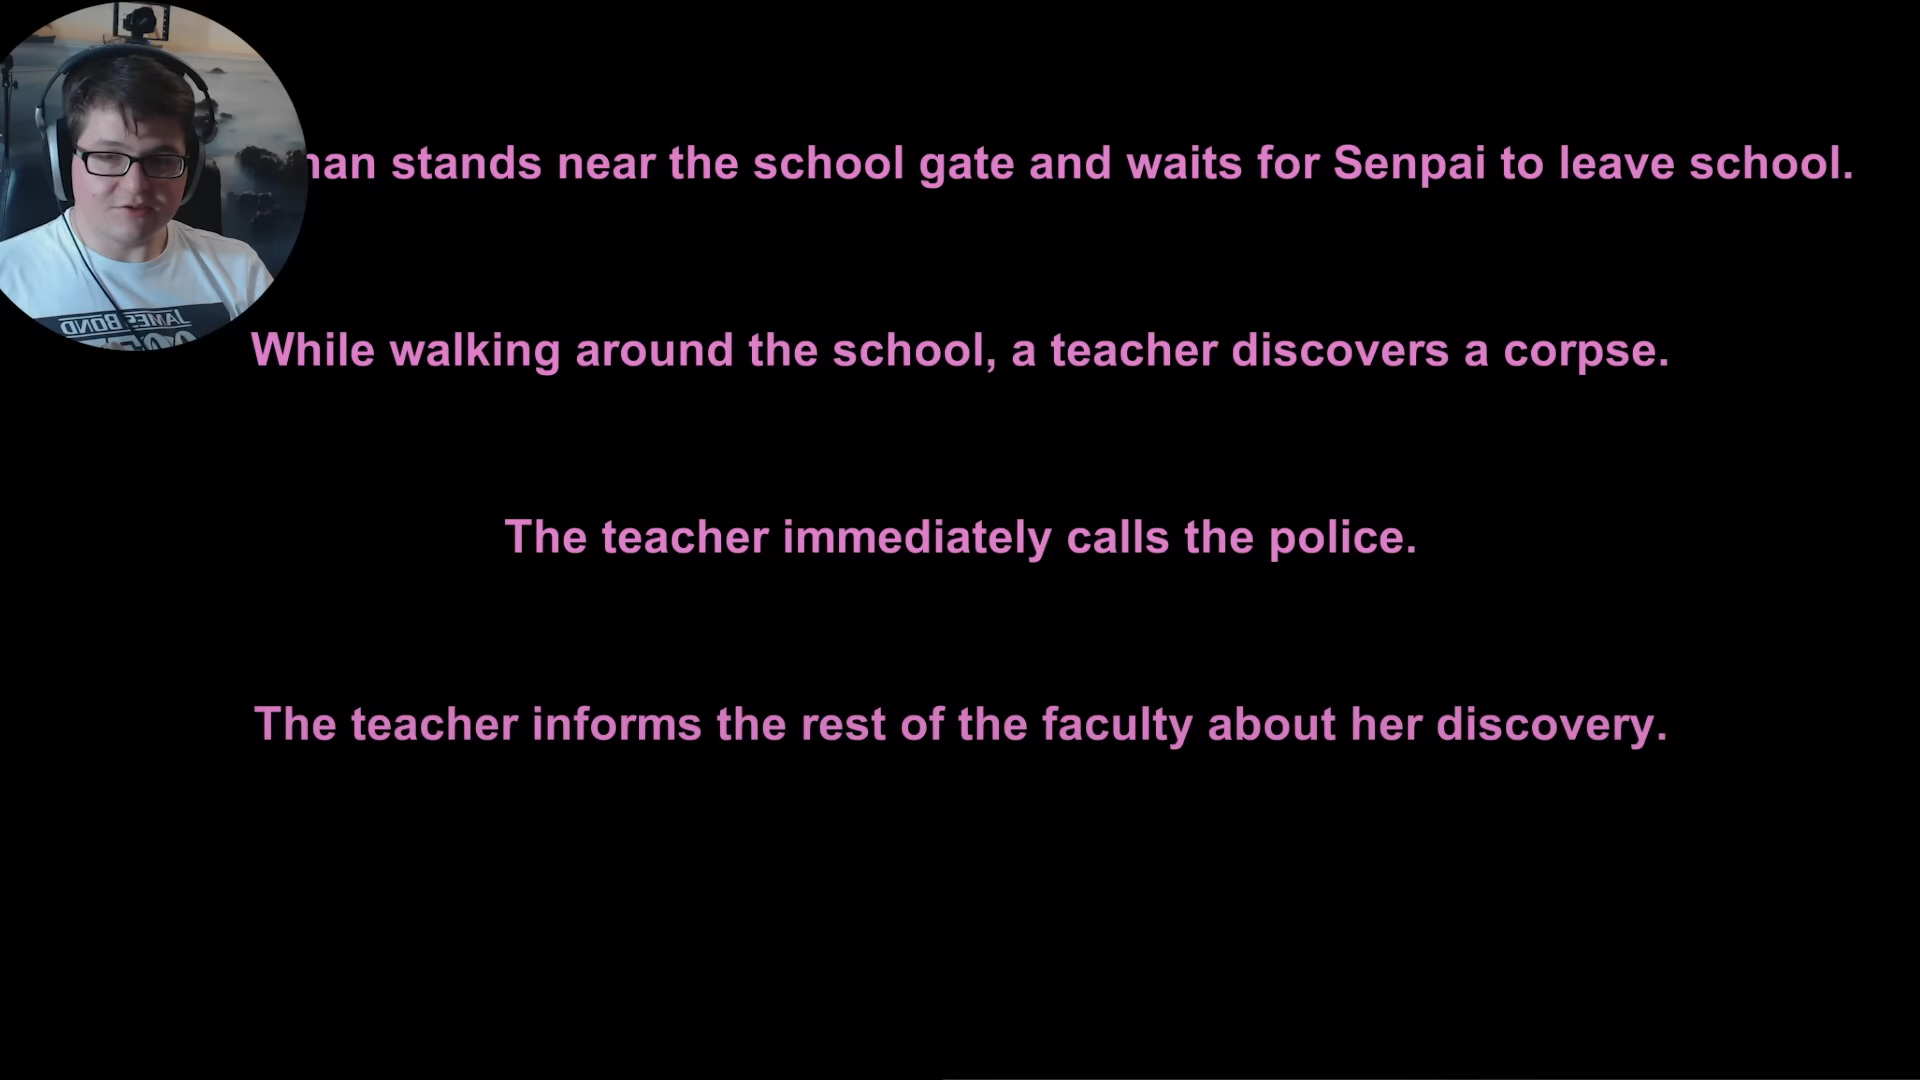 stands near the school gate and waits for Senpai to leave school.
JAMES BOND
While walking around the school, a teacher discovers a corpse.
The teacher immediately calls the police.
The teacher informs the rest of the faculty about her discovery.